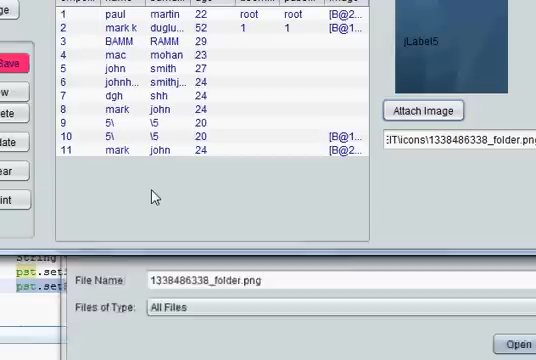 1 paul martin 22 root root [B@2...
2 mark k duglu... 52 1 1 [B@1...
3 BAMM RAMM 29
4 mac mohan 23
5 john smith 27
6 johnh... smithj... 24
7 dgh shh 24
8 mark john 24
9 5\ \5 20
10 5\ \5 20 [B@2...
11 mark john 24 [B@2...
jLabel5
Attach Image
EIT\icons\1338486338_folder.png
Save
String
pst.set
pst.set
File Name: 1338486338_folder.png
Files of Type: All Files
Open